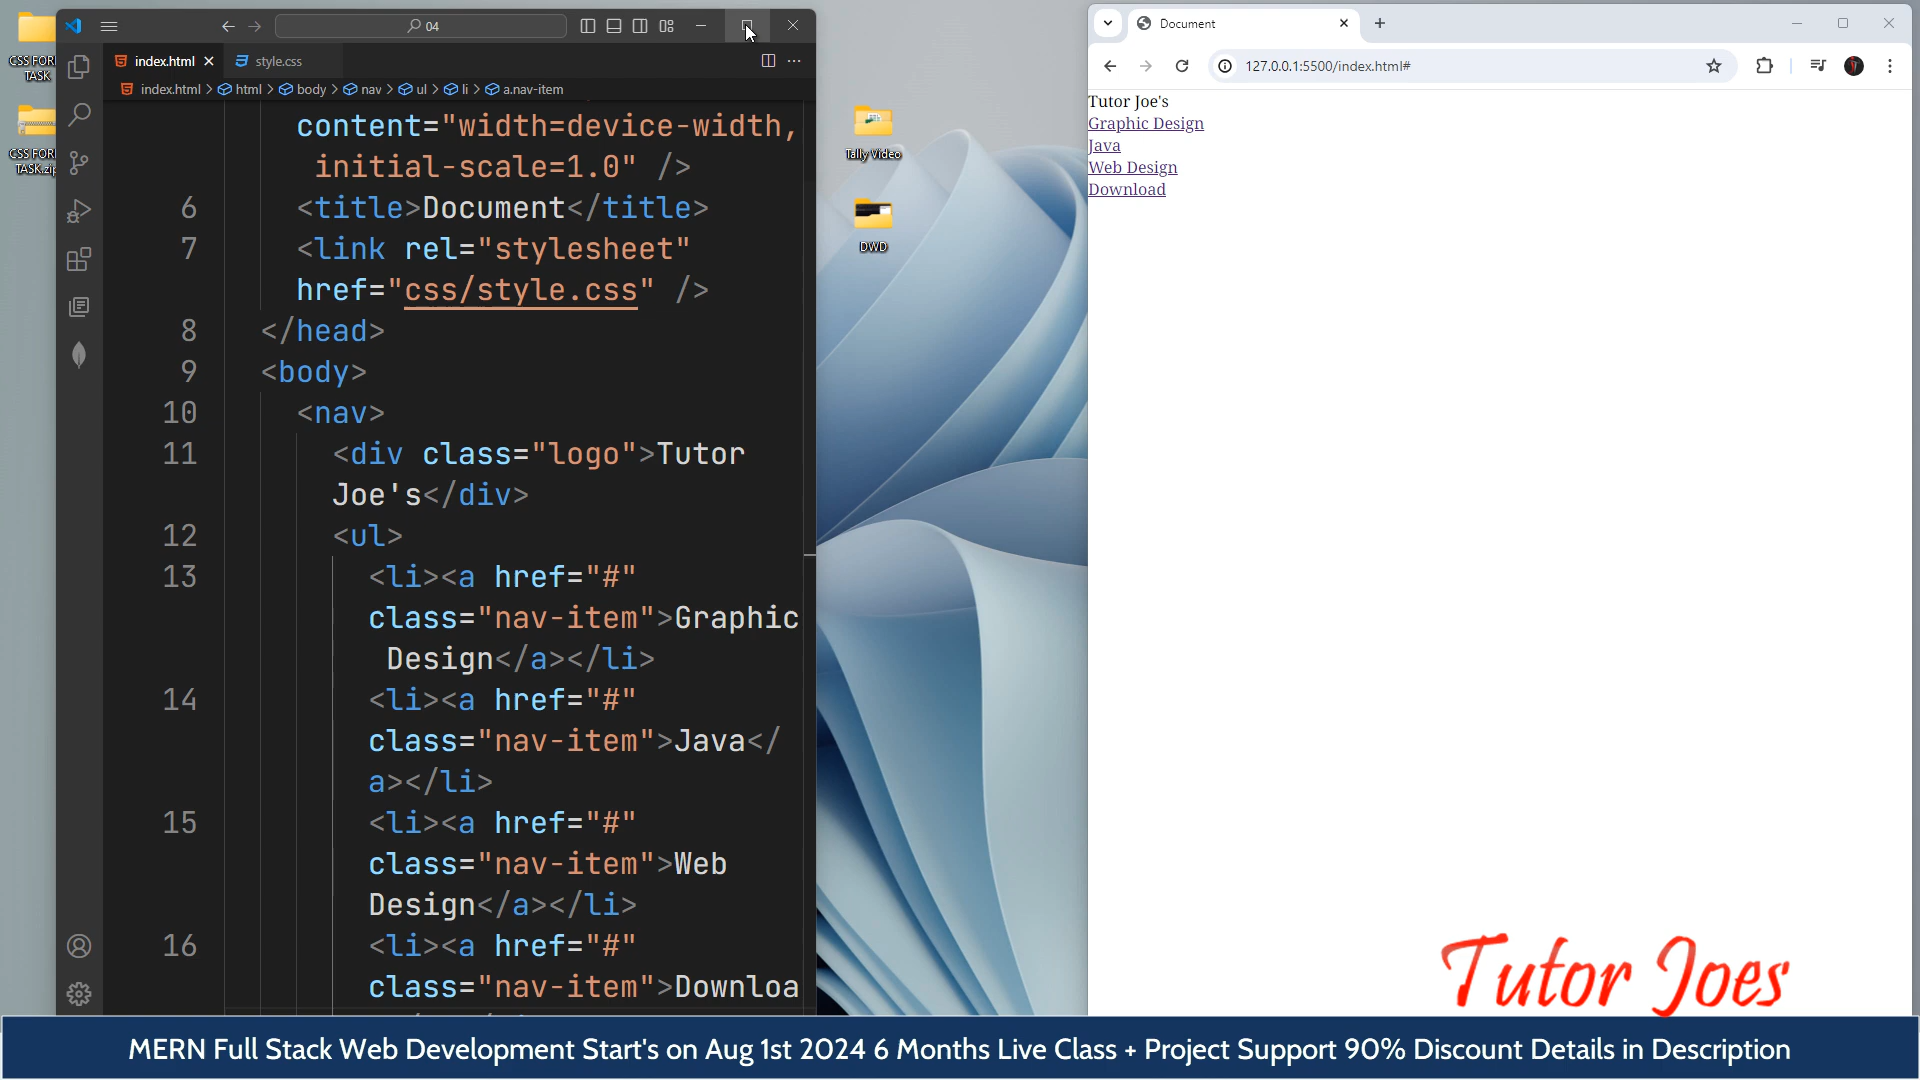 CSS FOR
TASK
CSS FOR
TASK.zip
04
index.html
style.css
index.html > html > body > nav > ul > li > a.nav-item
content="width=device-width,
initial-scale=1.0" />
6 <title>Document</title>
7 <link rel="stylesheet"
href="css/style.css" />
8 </head>
9 <body>
10 <nav>
11 <div class="logo">Tutor
Joe's</div>
12 <ul>
13 <li><a href="#"
class="nav-item">Graphic
Design</a></li>
14 <li><a href="#"
class="nav-item">Java</
a></li>
15 <li><a href="#"
class="nav-item">Web
Design</a></li>
16 <li><a href="#"
class="nav-item">Downloa
Tally Video
DWD
Document
127.0.0.1:5500/index.html#
Tutor Joe's
Graphic Design
Java
Web Design
Download
Tutor Joes
MERN Full Stack Web Development Start's on Aug 1st 2024 6 Months Live Class + Project Support 90% Discount Details in Description